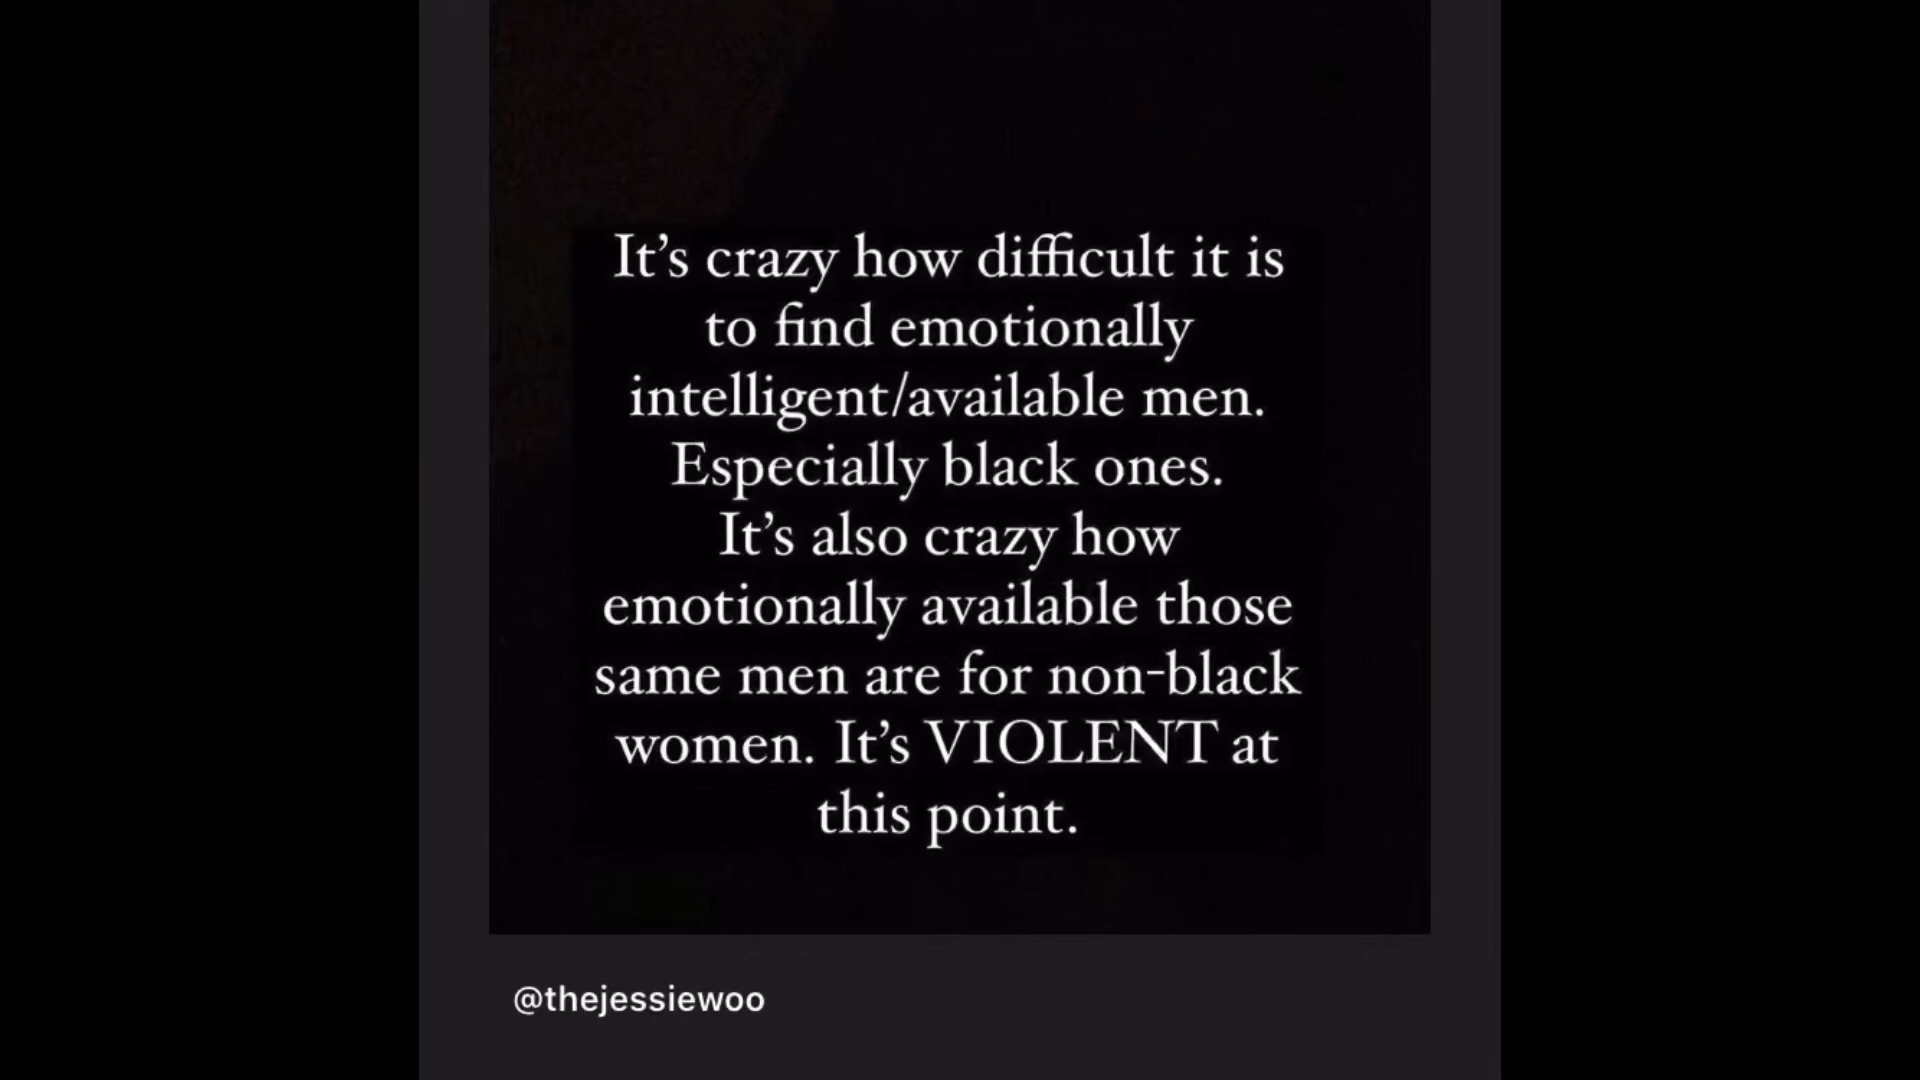 It’s crazy how difficult it is
to find emotionally
intelligent/available men.
Especially black ones.
It’s also crazy how
emotionally available those
same men are for non-black
women. It’s VIOLENT at
this point.
@thejessiewoo